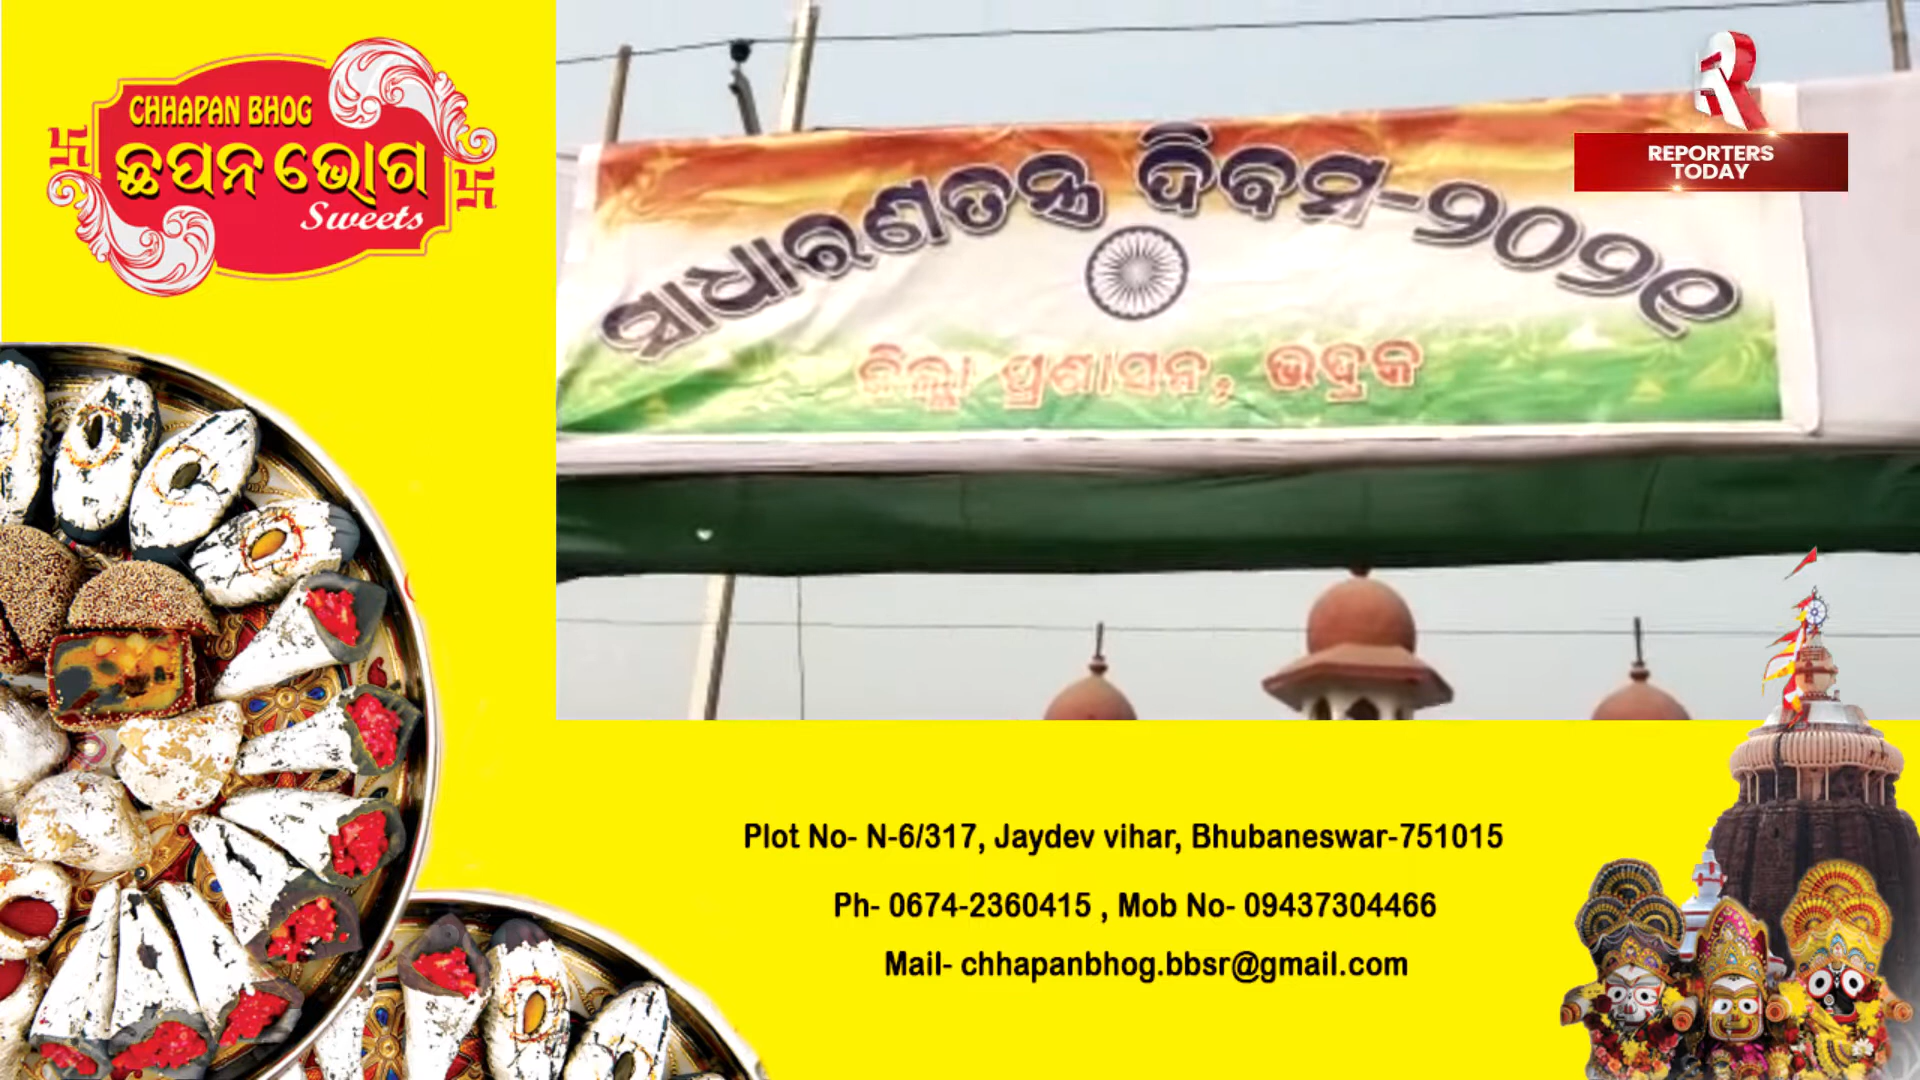 CHHAPAN BHOG
ଛପନ ଭୋଗ
Sweets
REPORTERS
TODAY
ସାଧାରଣତନ୍ତ୍ର ଦିବସ-୨୦୨୧
ଜିଲ୍ଲା ପ୍ରଶାସନ, ଭଦ୍ରକ
Plot No- N-6/317, Jaydev vihar, Bhubaneswar-751015
Ph- 0674-2360415 , Mob No- 09437304466
Mail- chhapanbhog.bbsr@gmail.com